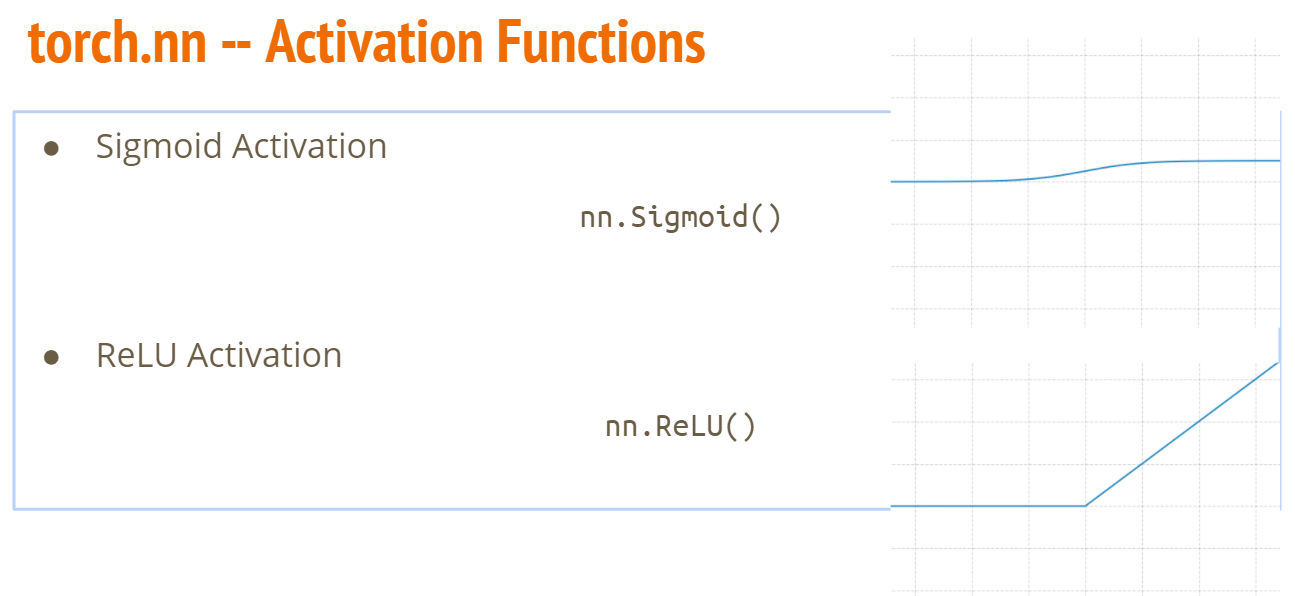 torch.nn -- Activation Functions
● Sigmoid Activation
nn.Sigmoid()
● ReLU Activation
nn.ReLU()